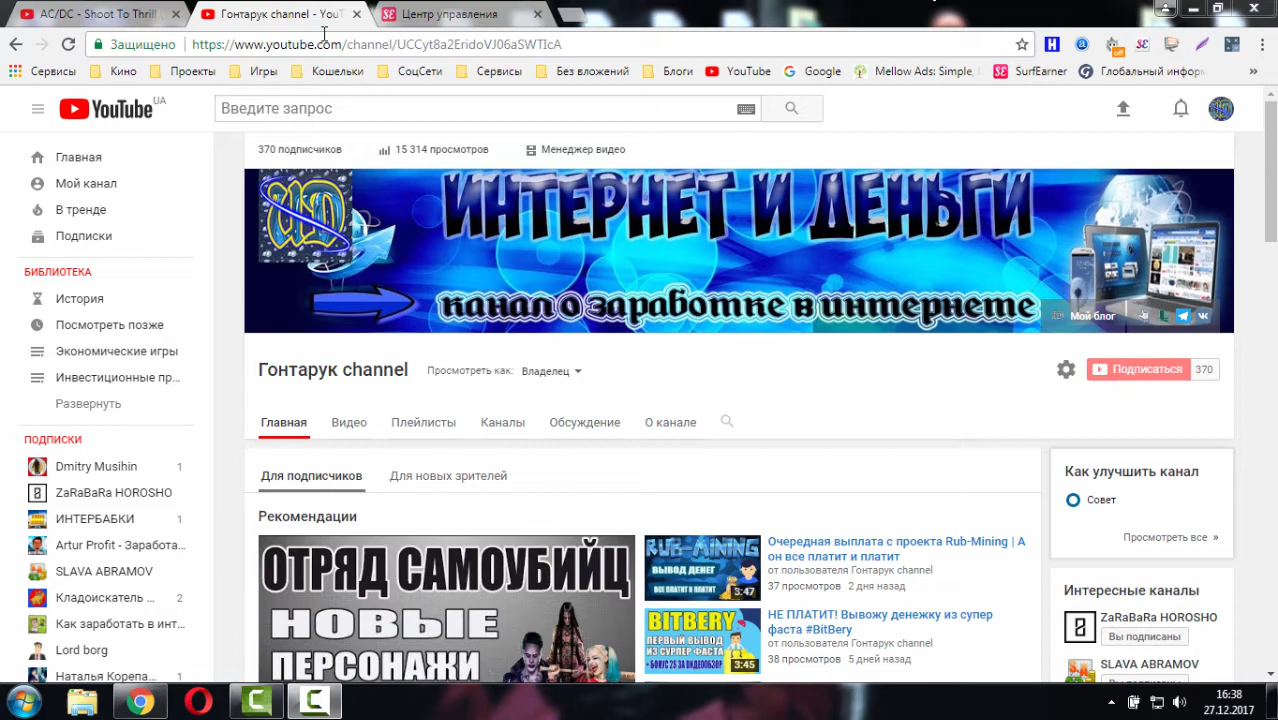 AC/DC - Shoot To Thrill (
Гонтарук channel - YouT
Центр управления
Защищено
https://www.youtube.com/channel/UCCyt8a2EridoVJ06aSWTIcA
Сервисы
Кино
Проекты
Игры
Кошельки
СоцСети
Сервисы
Без вложений
Блоги
YouTube
Google
Mellow Ads: Simple,
SurfEarner
Глобальный инфор
YouTube UA
Введите запрос
Главная
Мой канал
В тренде
Подписки
БИБЛИОТЕКА
История
Посмотреть позже
Экономические игры
Инвестиционные пр...
Развернуть
ПОДПИСКИ
Dmitry Musihin 1
ZaRaBaRa HOROSHO
ИНТЕРБАБКИ 1
Artur Profit - Заработа...
SLAVA ABRAMOV
Кладоискатель ... 2
Как заработать в инт...
Lord borg
Наталья Корепа...
370 подписчиков
15 314 просмотров
Менеджер видео
ИНТЕРНЕТ И ДЕНЬГИ
канал о заработке в интернете
Мой блог
Гонтарук channel
Просмотреть как: Владелец
Подписаться 370
Главная
Видео
Плейлисты
Каналы
Обсуждение
О канале
Для подписчиков
Для новых зрителей
Рекомендации
ОТРЯД САМОУБИЙЦ
НОВЫЕ
ПЕРСОНАЖИ
RUB-MINING
ВЫВОД ДЕНЕГ
ВСЕ ПЛАТИТ И ПЛАТИТ
3:47
Очередная выплата с проекта Rub-Mining | А
он все платит и платит
от пользователя Гонтарук channel
37 просмотров 2 дня назад
BITBERY
ПЕРВЫЙ ВЫВОД
ИЗ СУРПЕР ФАСТА
+ БОНУС 25 ЗА ВИДЕООБЗОР
3:45
НЕ ПЛАТИТ! Вывожу денежку из супер
фаста #BitBery
от пользователя Гонтарук channel
38 просмотров 5 дней назад
Как улучшить канал
Совет
Просмотреть все »
Интересные каналы
ZaRaBaRa HOROSHO
Вы подписаны
SLAVA ABRAMOV
16:38
27.12.2017